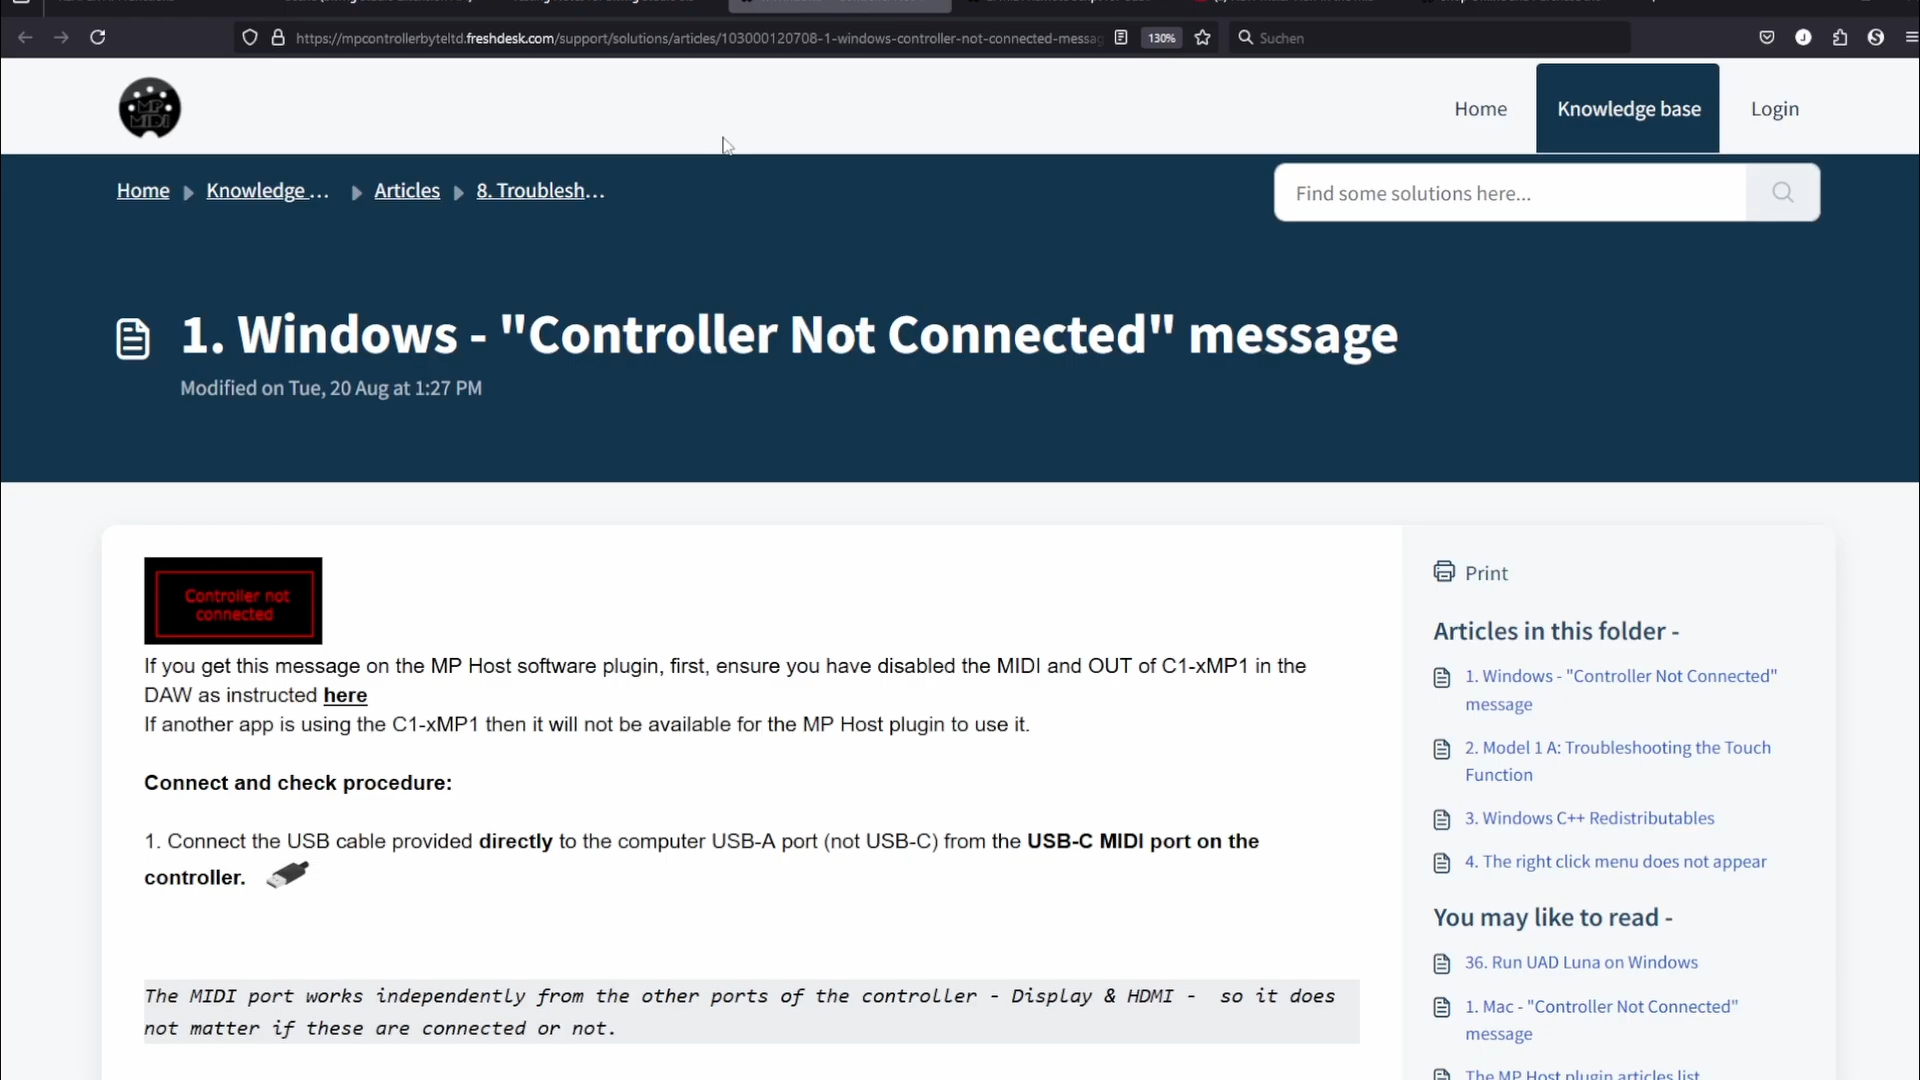 https://mpcontrollerbyteltd.freshdesk.com/support/solutions/articles/103000120708-1-windows-controller-not-connected-messag
130%
Suchen
MP
MIDI
Home
Knowledge base
Login
Home
Knowledge ...
Articles
8. Troublesh...
Find some solutions here...
1. Windows - "Controller Not Connected" message
Modified on Tue, 20 Aug at 1:27 PM
Controller not
connected
If you get this message on the MP Host software plugin, first, ensure you have disabled the MIDI and OUT of C1-xMP1 in the
DAW as instructed here
If another app is using the C1-xMP1 then it will not be available for the MP Host plugin to use it.
Connect and check procedure:
1. Connect the USB cable provided directly to the computer USB-A port (not USB-C) from the USB-C MIDI port on the
controller.
The MIDI port works independently from the other ports of the controller - Display & HDMI - so it does
not matter if these are connected or not.
Print
Articles in this folder -
1. Windows - "Controller Not Connected"
message
2. Model 1 A: Troubleshooting the Touch
Function
3. Windows C++ Redistributables
4. The right click menu does not appear
You may like to read -
36. Run UAD Luna on Windows
1. Mac - "Controller Not Connected"
message
The MP Host plugin articles list